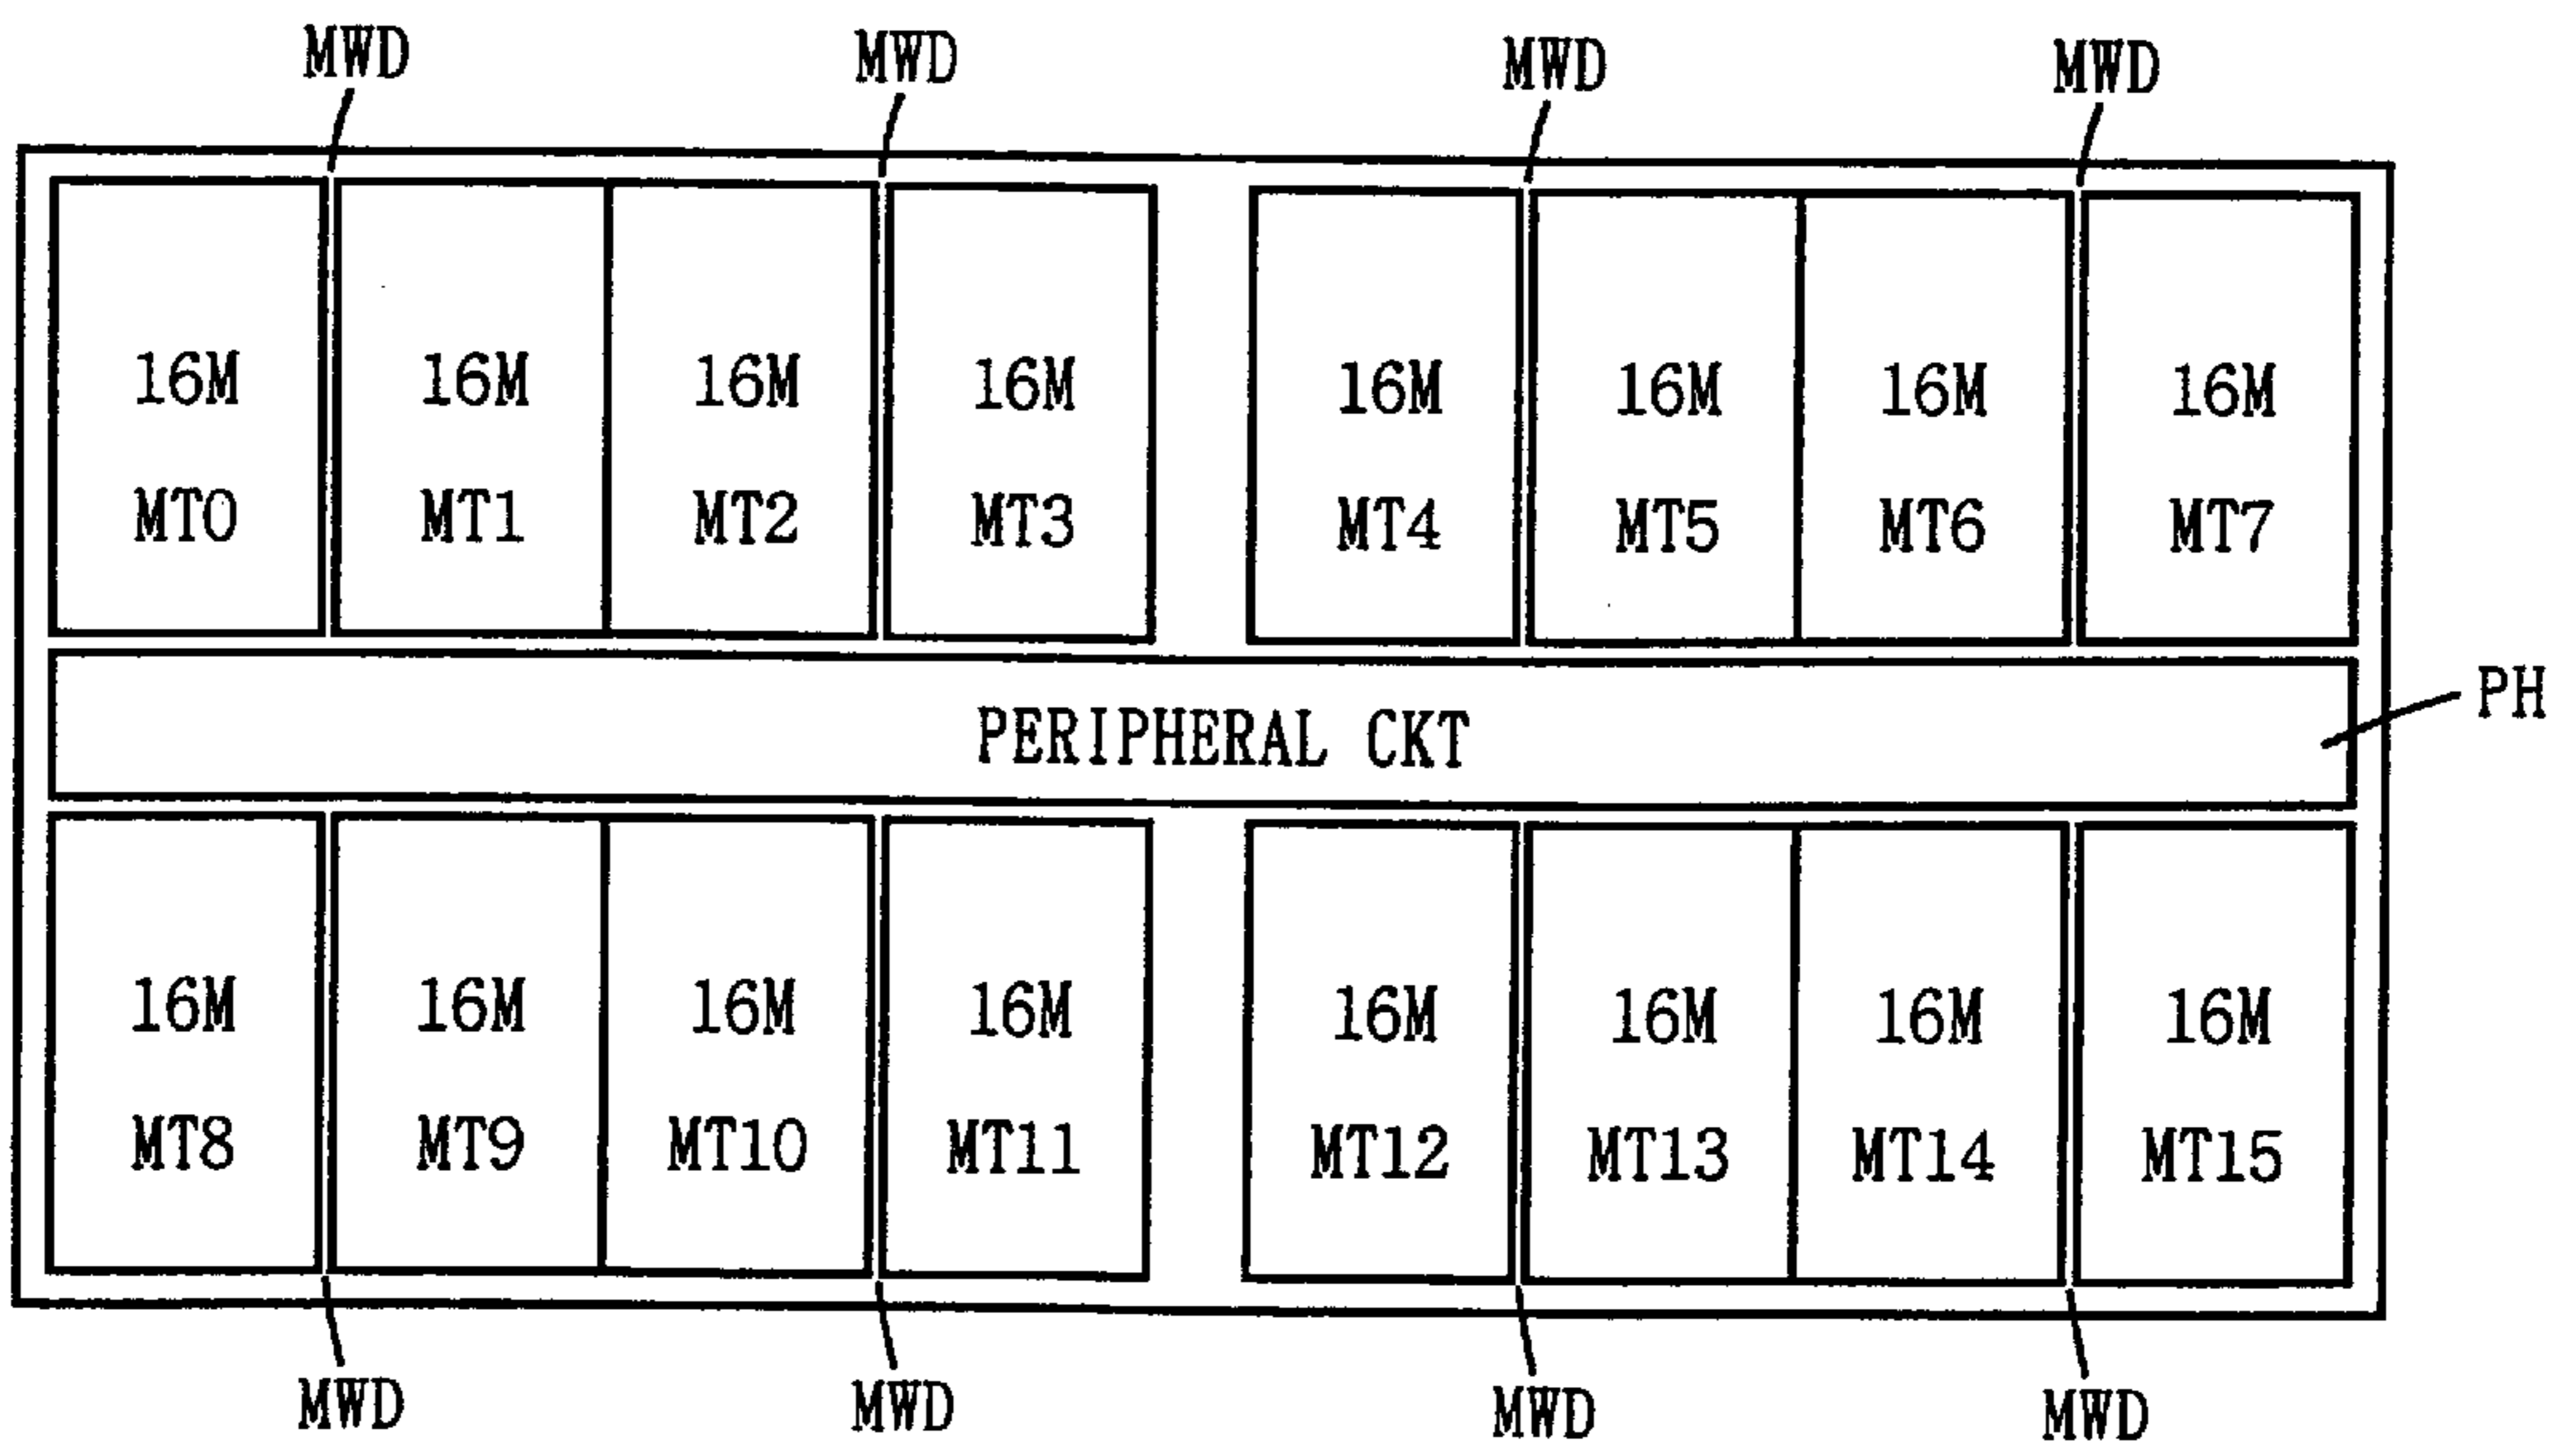 MWD MWD MWD MWD
16M 16M 16M 16M 16M 16M 16M 16M
MT0 MT1 MT2 MT3 MT4 MT5 MT6 MT7
PH
PERIPHERAL CKT
16M 16M 16M 16M 16M 16M 16M 16M
MT8 MT9 MT10 MT11 MT12 MT13 MT14 MT15
MWD MWD MWD MWD